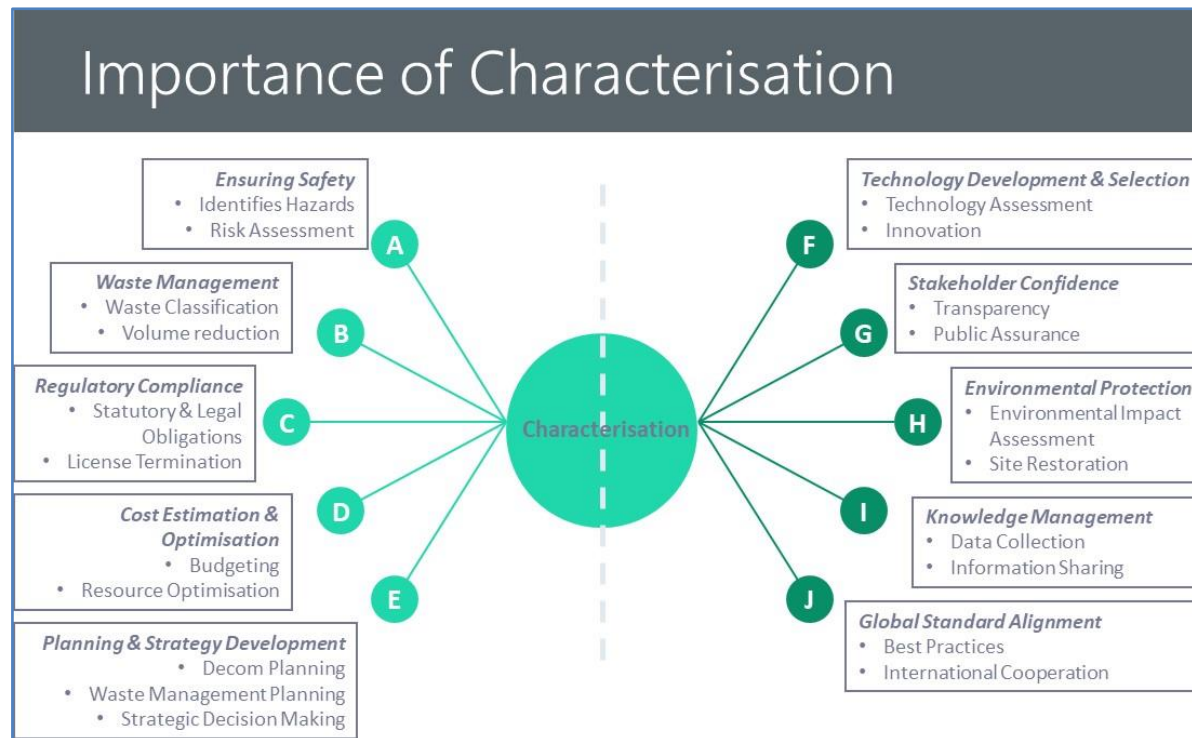 Importance of Characterisation
Ensuring Safety
• Identifies Hazards
• Risk Assessment
A
Waste Management
• Waste Classification
• Volume reduction
B
Regulatory Compliance
• Statutory & Legal
Obligations
• License Termination
C
Cost Estimation &
Optimisation
• Budgeting
• Resource Optimisation
D
Planning & Strategy Development
• Decom Planning
• Waste Management Planning
• Strategic Decision Making
E
Characterisation
Technology Development & Selection
• Technology Assessment
• Innovation
F
Stakeholder Confidence
• Transparency
• Public Assurance
G
Environmental Protection
• Environmental Impact
Assessment
• Site Restoration
H
Knowledge Management
• Data Collection
• Information Sharing
I
Global Standard Alignment
• Best Practices
• International Cooperation
J